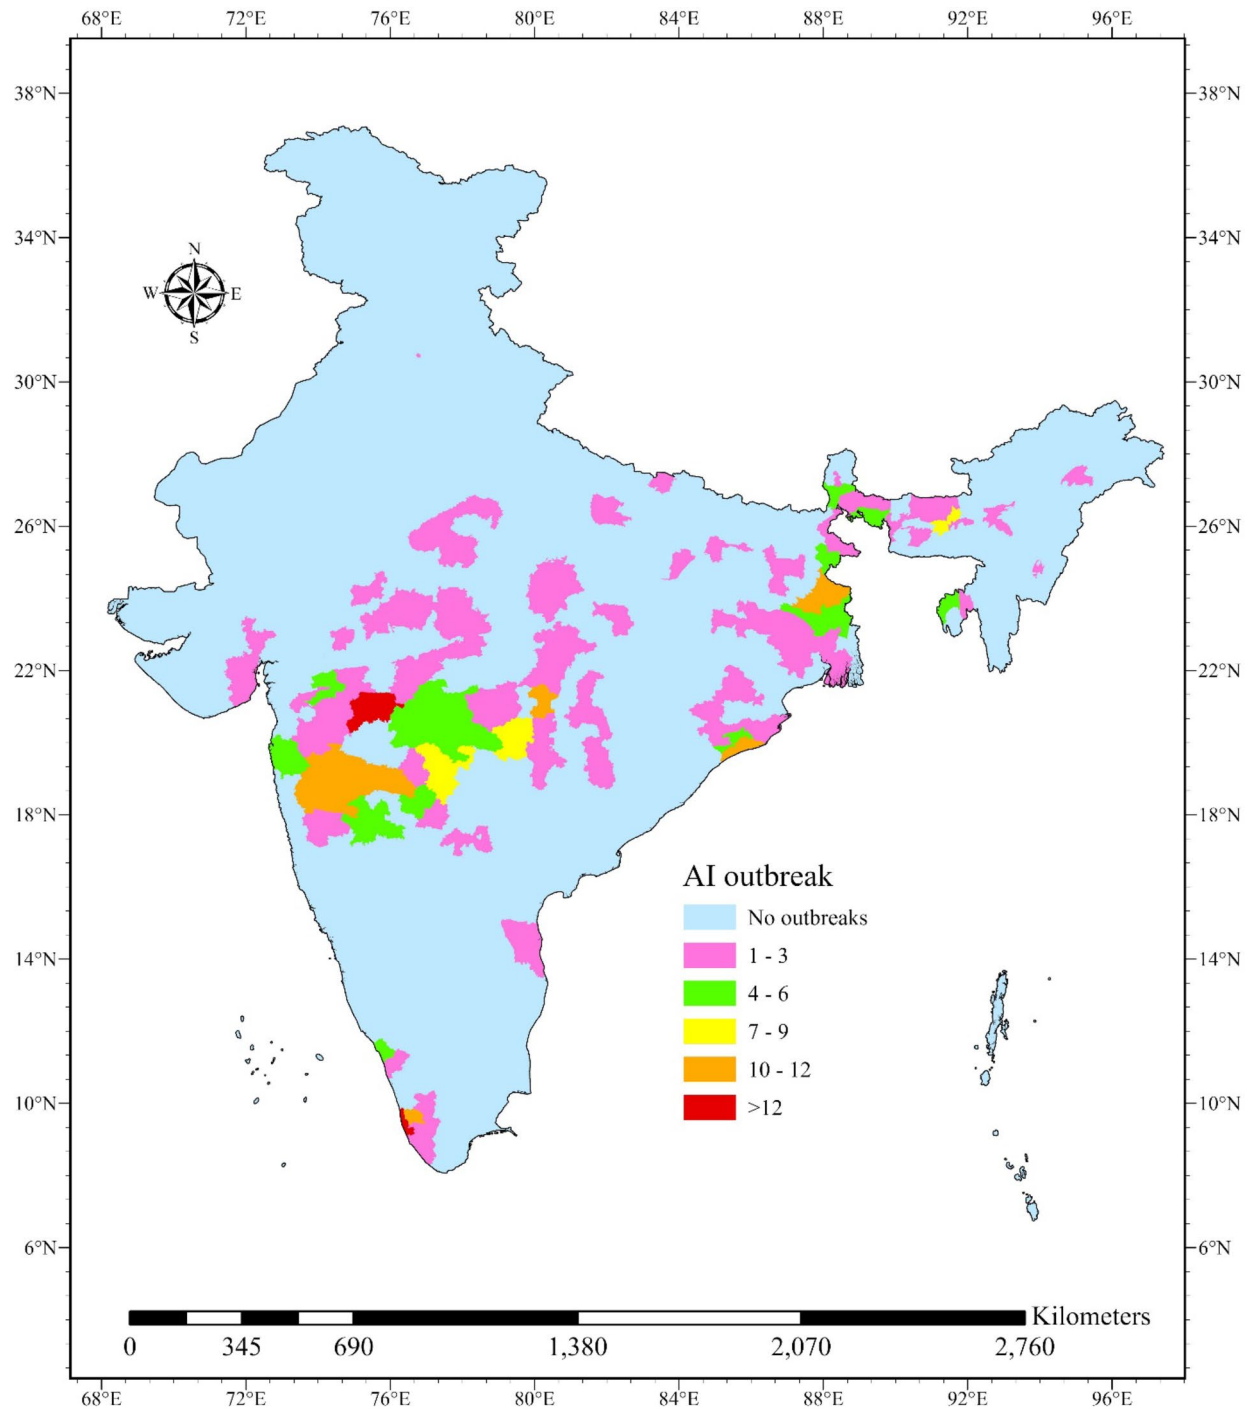 68°E 72°E 76°E 80°E 84°E 88°E 92°E 96°E
38°N 38°N
34°N 34°N
N
W E
S
30°N 30°N
26°N 26°N
22°N 22°N
18°N 18°N
AI outbreak
No outbreaks
1 - 3
14°N 14°N
4 - 6
7 - 9
10 - 12
10°N 10°N
>12
6°N 6°N
Kilometers
0 345 690 1,380 2,070 2,760
68°E 72°E 76°E 80°E 84°E 88°E 92°E 96°E